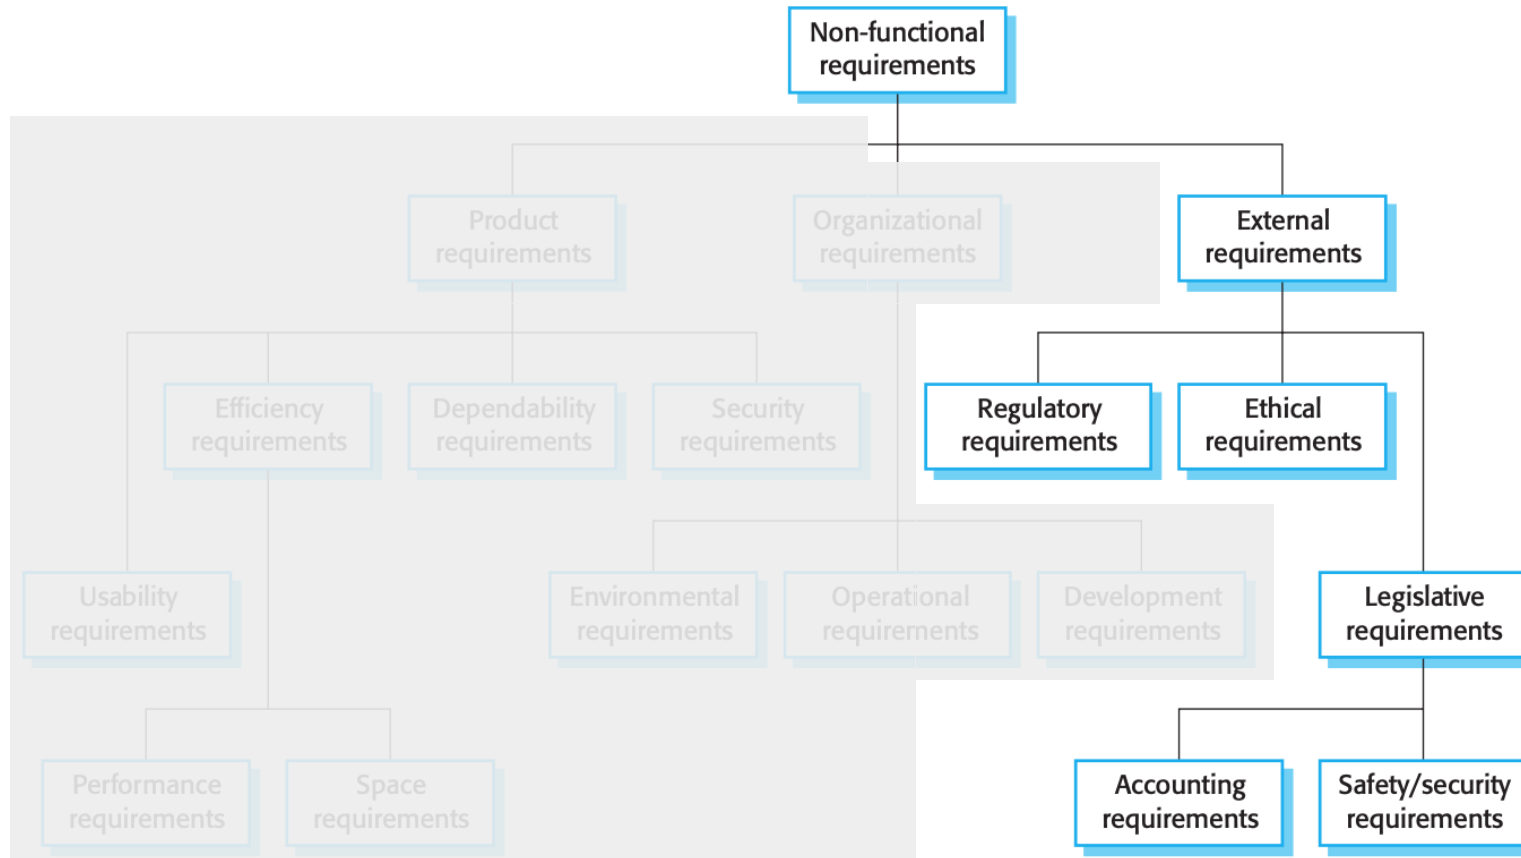 Non-functional
requirements
Product
requirements
Organizational
requirements
External
requirements
Efficiency
requirements
Dependability
requirements
Security
requirements
Regulatory
requirements
Ethical
requirements
Usability
requirements
Environmental
requirements
Operational
requirements
Development
requirements
Legislative
requirements
Performance
requirements
Space
requirements
Accounting
requirements
Safety/security
requirements